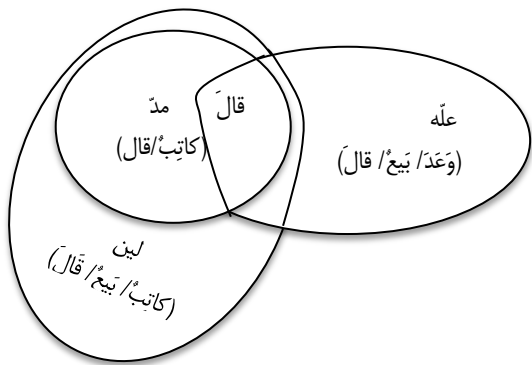 قالَ
مدّ
(كاتِبٌ/قال)
علّه
(وَعَدَ/ بَيعٌ/ قالَ)
لين
(كاتِبٌ/ بَيعٌ/ قَالَ)